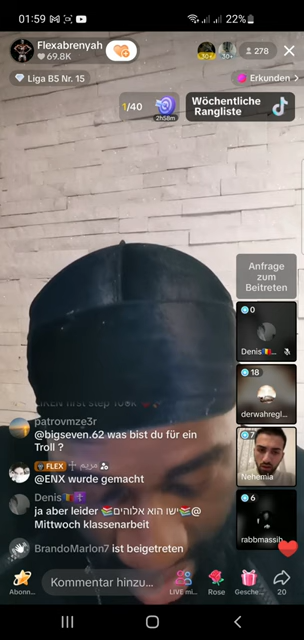 01:59
22%
Flexabrenyah
69.8K
30+
278
Liga B5 Nr. 15
Erkunden
1/40
2h58m
Wöchentliche
Rangliste
Anfrage
zum
Beitreten
0
Denis
18
derwahregl...
7
Nehemia
6
rabbmassih
patrovmze3r
@bigseven.62 was bist du für ein
Troll ?
FLEX
@ENX wurde gemacht
Denis
ja aber leider 📚ישו הוא אלוהים📚@
Mittwoch klassenarbeit
BrandoMarlon7 ist beigetreten
Abonn...
Kommentar hinzu...
LIVE mi...
Rose
Gesche...
20